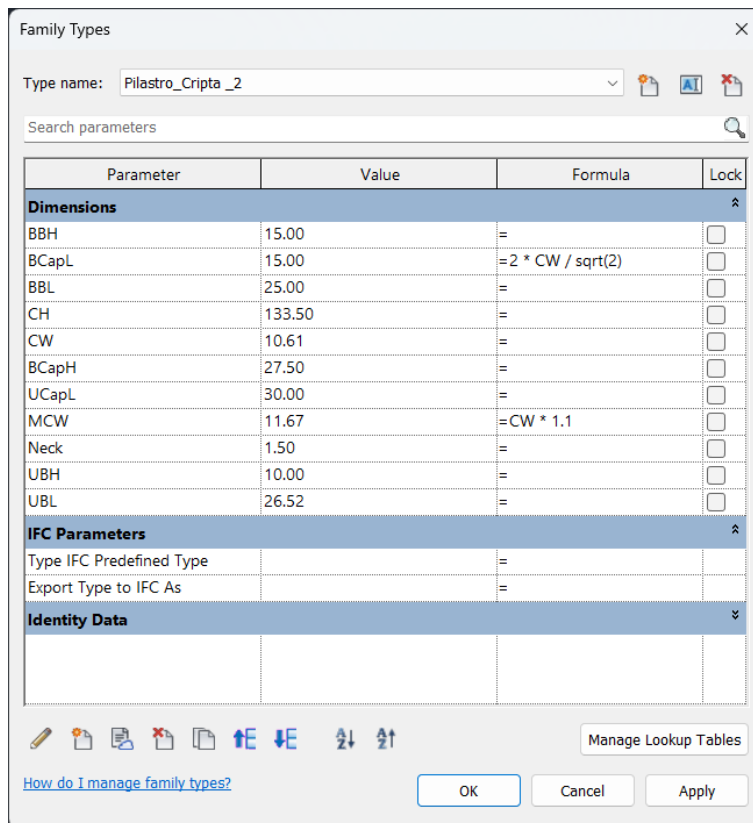 Family Types
Type name: Pilastro_Cripta _2
Search parameters
Parameter Value Formula Lock
Dimensions
BBH 15.00 =
BCapL 15.00 =2 * CW / sqrt(2)
BBL 25.00 =
CH 133.50 =
CW 10.61 =
BCapH 27.50 =
UCapL 30.00 =
MCW 11.67 =CW * 1.1
Neck 1.50 =
UBH 10.00 =
UBL 26.52 =
IFC Parameters
Type IFC Predefined Type =
Export Type to IFC As =
Identity Data
Manage Lookup Tables
How do I manage family types?
OK Cancel Apply